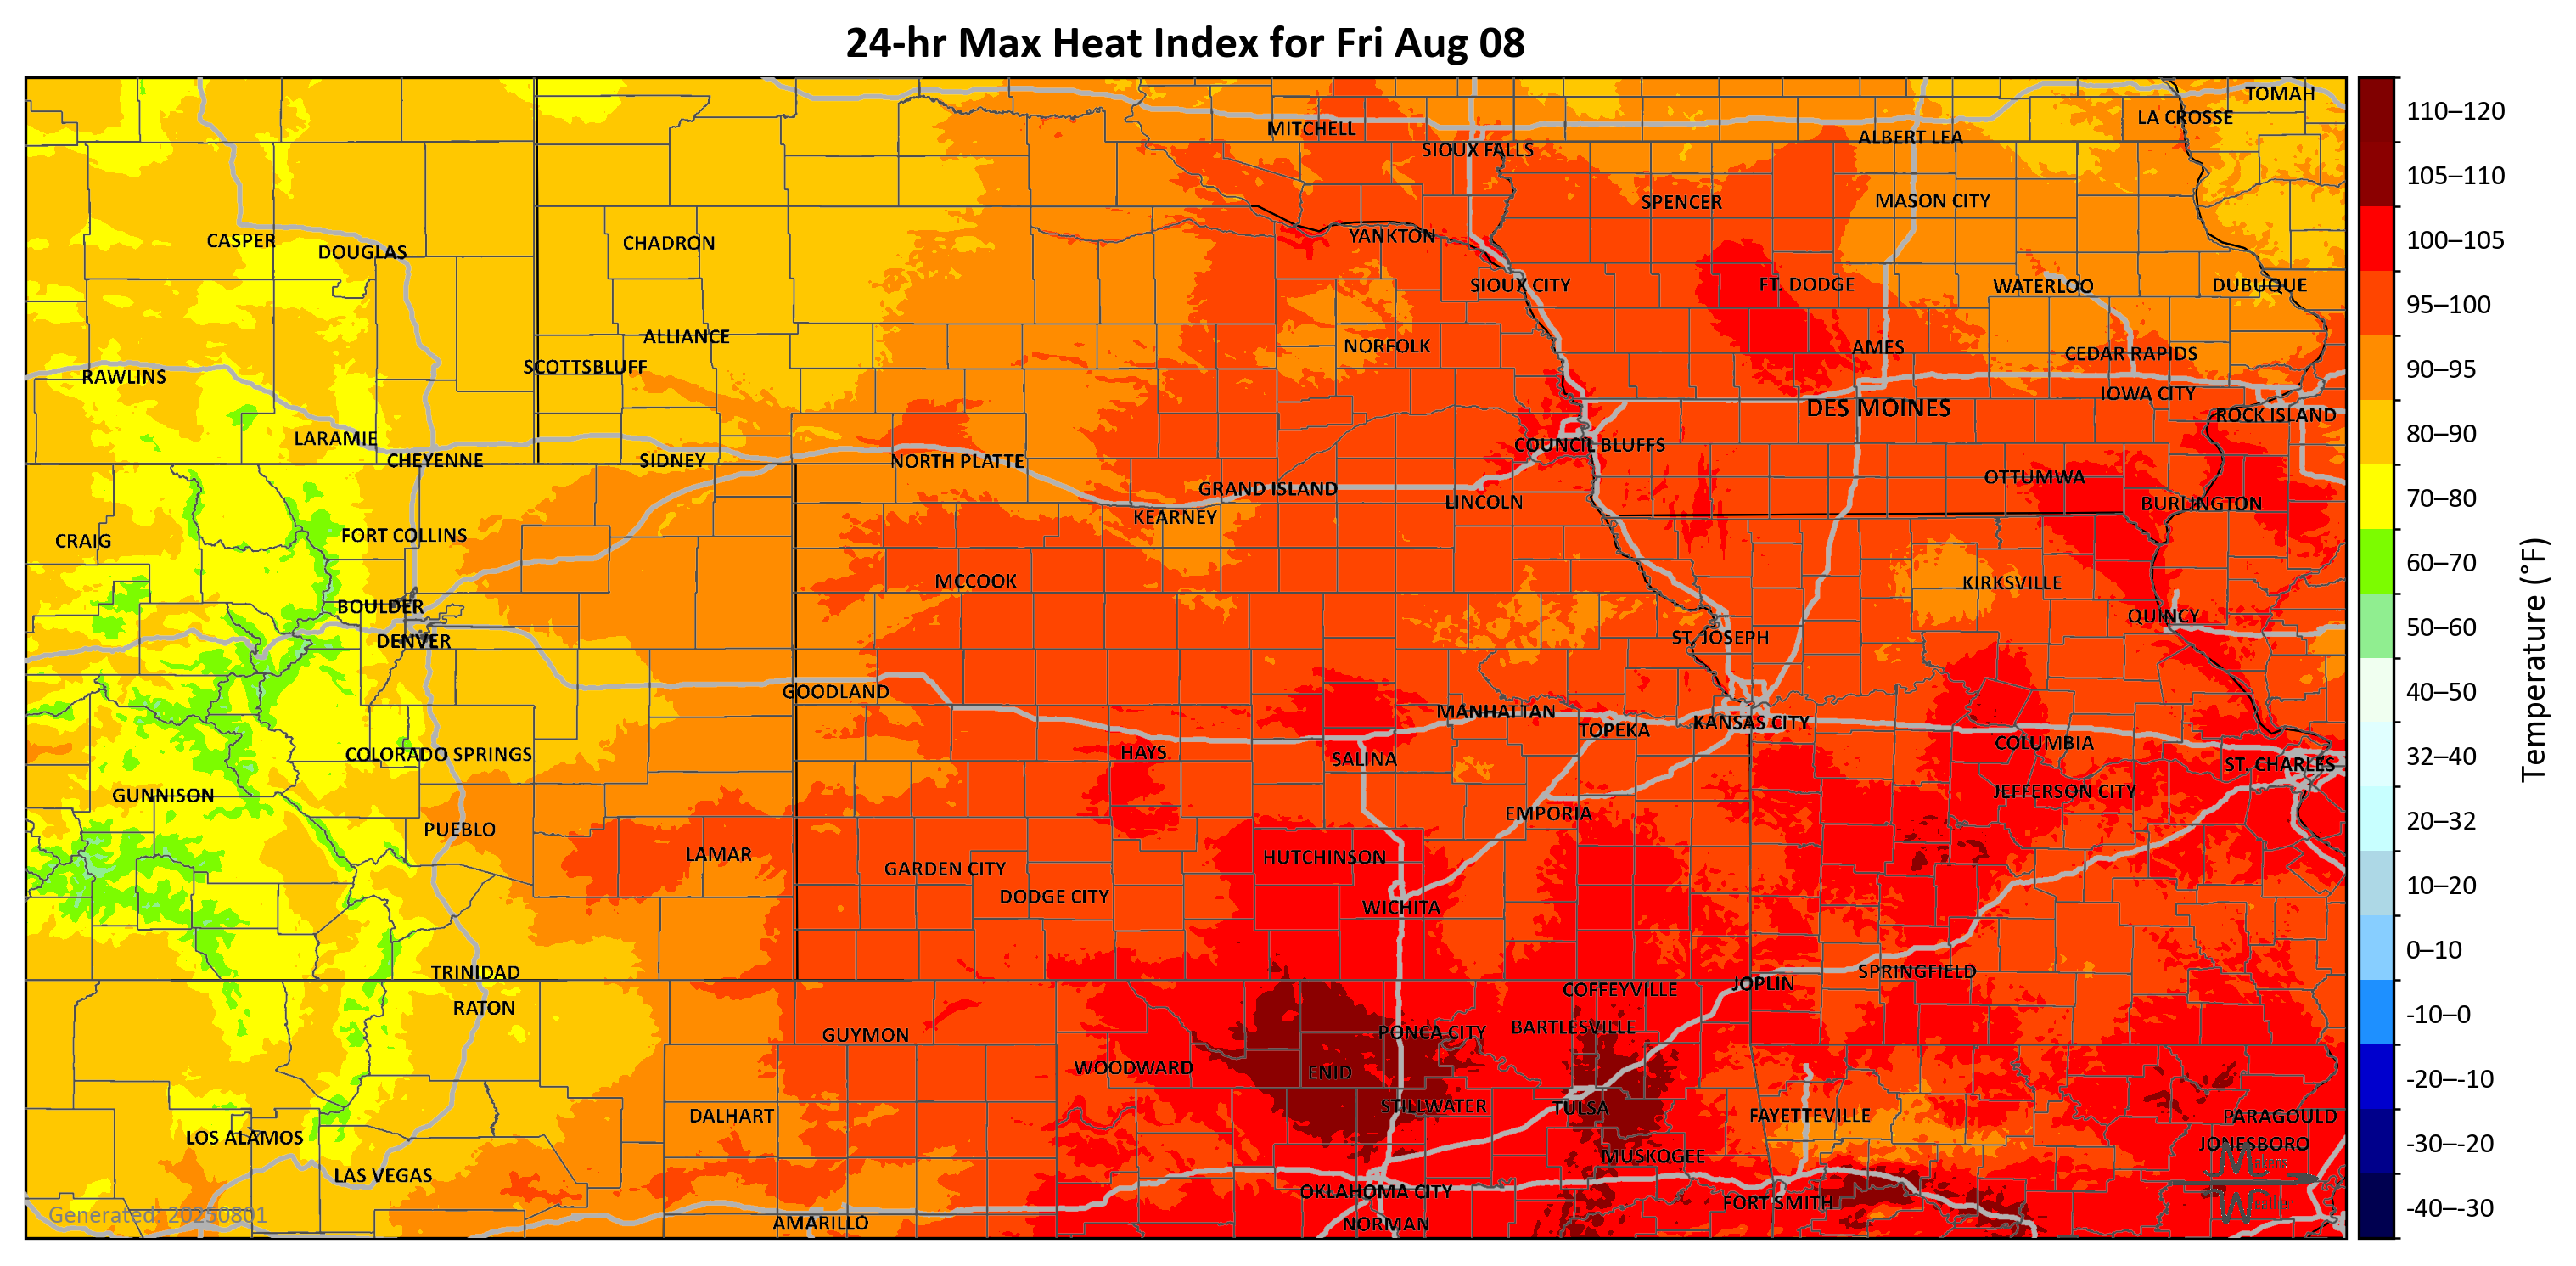 24-hr Max Heat Index for Fri Aug 08
TOMAH
LA CROSSE
MITCHELL
ALBERT LEA
SIOUX FALLS
SPENCER
MASON CITY
YANKTON
CASPER
CHADRON
DOUGLAS
SIOUX CITY
FT. DODGE
WATERLOO
DUBUQUE
ALLIANCE
NORFOLK
AMES
CEDAR RAPIDS
SCOTTSBLUFF
RAWLINS
IOWA CITY
DES MOINES
ROCK ISLAND
LARAMIE
COUNCIL BLUFFS
CHEYENNE
SIDNEY
NORTH PLATTE
OTTUMWA
GRAND ISLAND
LINCOLN
BURLINGTON
KEARNEY
FORT COLLINS
CRAIG
MCCOOK
KIRKSVILLE
BOULDER
QUINCY
DENVER
ST. JOSEPH
GOODLAND
MANHATTAN
KANSAS CITY
TOPEKA
COLUMBIA
HAYS
COLORADO SPRINGS
SALINA
ST. CHARLES
JEFFERSON CITY
GUNNISON
EMPORIA
PUEBLO
LAMAR
HUTCHINSON
GARDEN CITY
DODGE CITY
WICHITA
TRINIDAD
SPRINGFIELD
JOPLIN
COFFEYVILLE
RATON
BARTLESVILLE
PONCA CITY
GUYMON
WOODWARD
ENID
STILLWATER
TULSA
DALHART
FAYETTEVILLE
PARAGOULD
LOS ALAMOS
JONESBORO
MUSKOGEE
LAS VEGAS
OKLAHOMA CITY
FORT SMITH
AMARILLO
NORMAN
Generated: 20250801
110–120
105–110
100–105
95–100
90–95
80–90
70–80
60–70
50–60
40–50
32–40
20–32
10–20
0–10
-10–0
-20–-10
-30–-20
-40–-30
Temperature (°F)